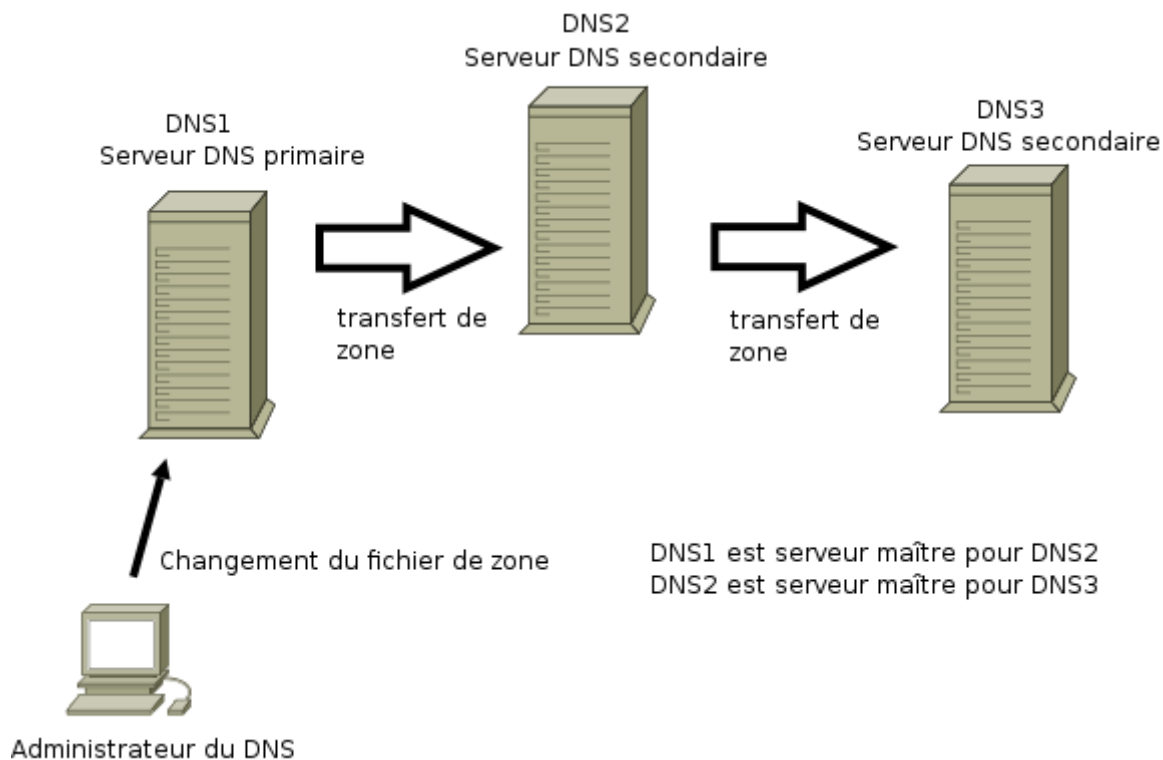 DNS2
Serveur DNS secondaire
DNS1
Serveur DNS primaire
DNS3
Serveur DNS secondaire
transfert de
zone
transfert de
zone
Changement du fichier de zone
DNS1 est serveur maître pour DNS2
DNS2 est serveur maître pour DNS3
Administrateur du DNS